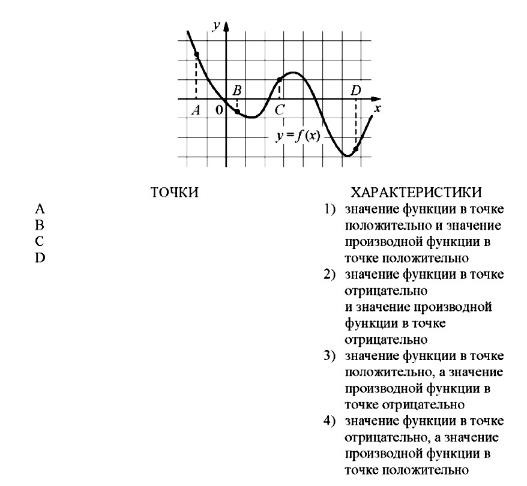 y
A
0
B
C
D
x
y = f(x)
ТОЧКИ
ХАРАКТЕРИСТИКИ
A
B
C
D
1) значение функции в точке
положительно и значение
производной функции в
точке положительно
2) значение функции в точке
отрицательно
и значение производной
функции в точке
отрицательно
3) значение функции в точке
положительно, а значение
производной функции в
точке отрицательно
4) значение функции в точке
отрицательно, а значение
производной функции в
точке положительно